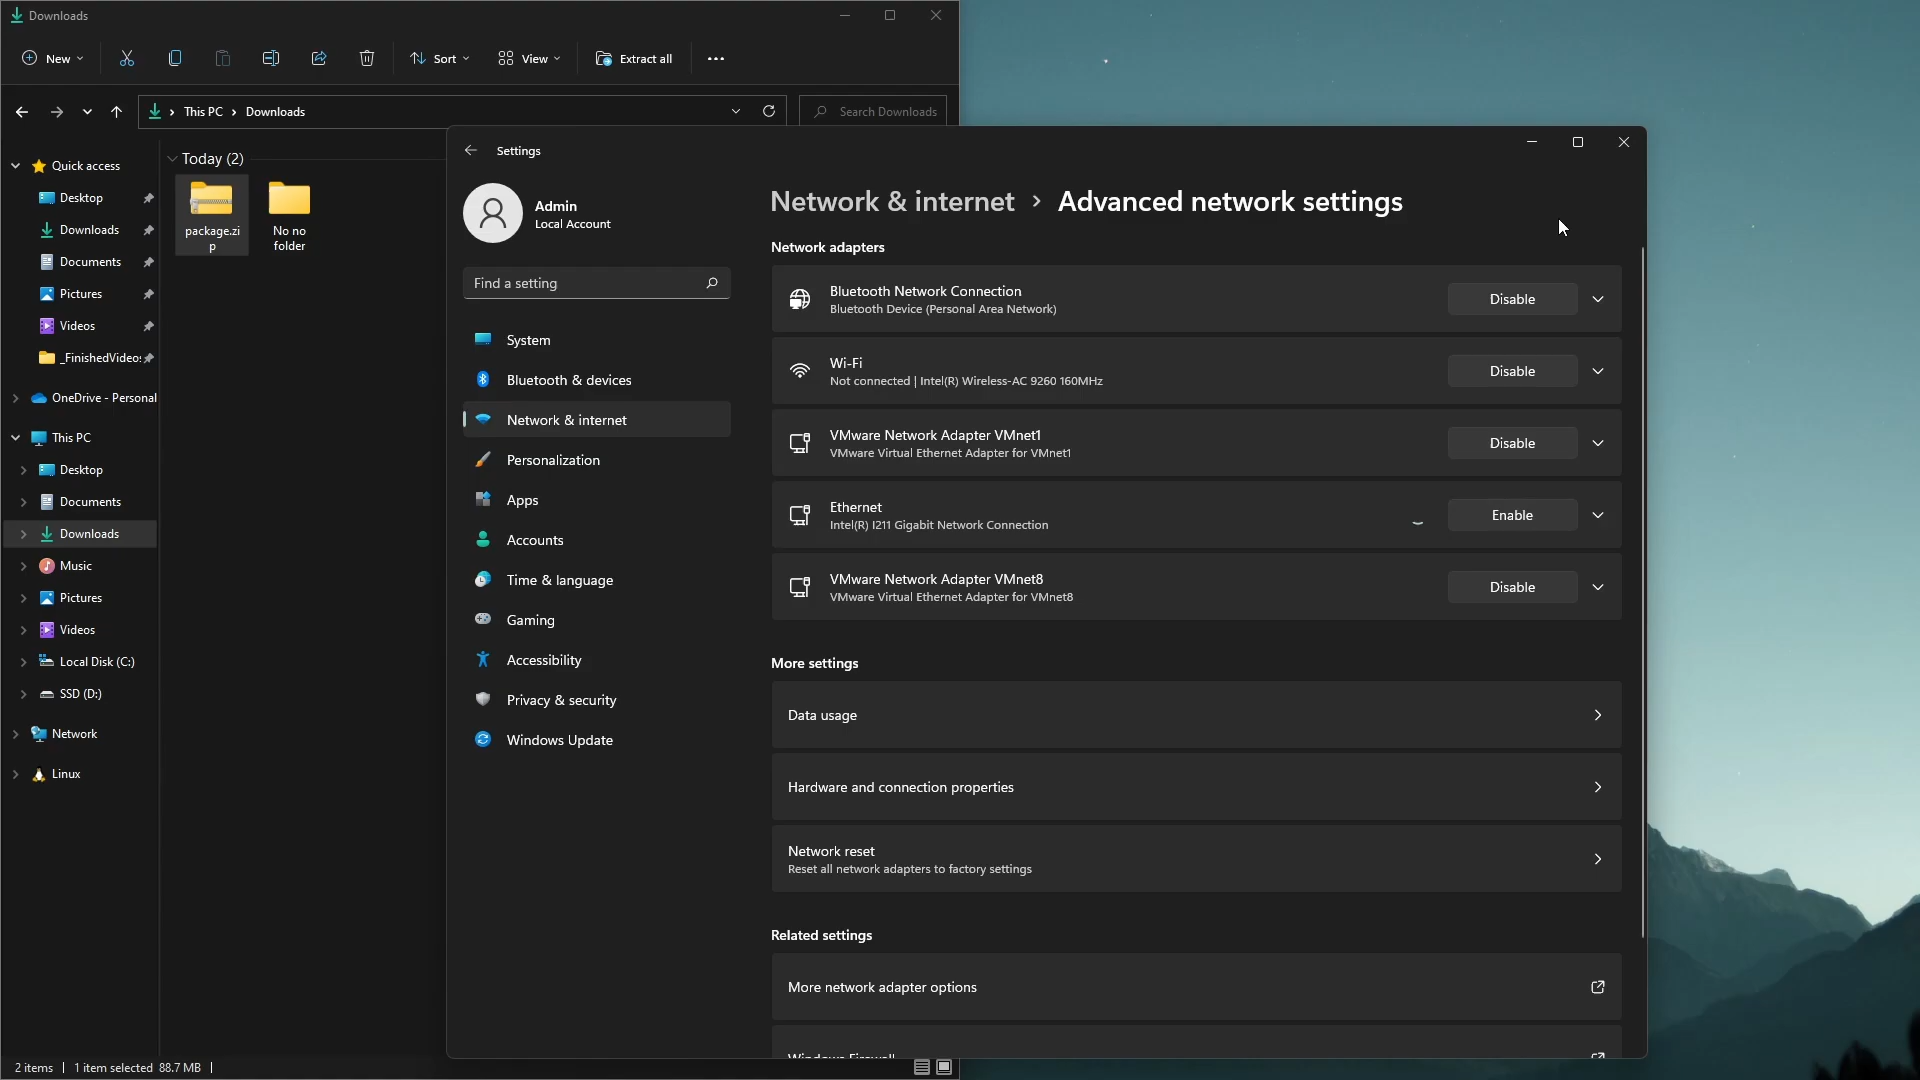 Downloads
New
Sort
View
Extract all
This PC
Downloads
Search Downloads
Quick access
Desktop
Downloads
Documents
Pictures
Videos
_FinishedVideos
OneDrive - Personal
This PC
Desktop
Documents
Downloads
Music
Pictures
Videos
Local Disk (C:)
SSD (D:)
Network
Linux
Today (2)
package.zi
p
No no
folder
2 items
1 item selected 88.7 MB
Settings
Admin
Local Account
Find a setting
System
Bluetooth & devices
Network & internet
Personalization
Apps
Accounts
Time & language
Gaming
Accessibility
Privacy & security
Windows Update
Network & internet › Advanced network settings
Network adapters
Bluetooth Network Connection
Bluetooth Device (Personal Area Network)
Disable
Wi-Fi
Not connected | Intel(R) Wireless-AC 9260 160MHz
Disable
VMware Network Adapter VMnet1
VMware Virtual Ethernet Adapter for VMnet1
Disable
Ethernet
Intel(R) I211 Gigabit Network Connection
Enable
VMware Network Adapter VMnet8
VMware Virtual Ethernet Adapter for VMnet8
Disable
More settings
Data usage
Hardware and connection properties
Network reset
Reset all network adapters to factory settings
Related settings
More network adapter options
Windows Firewall